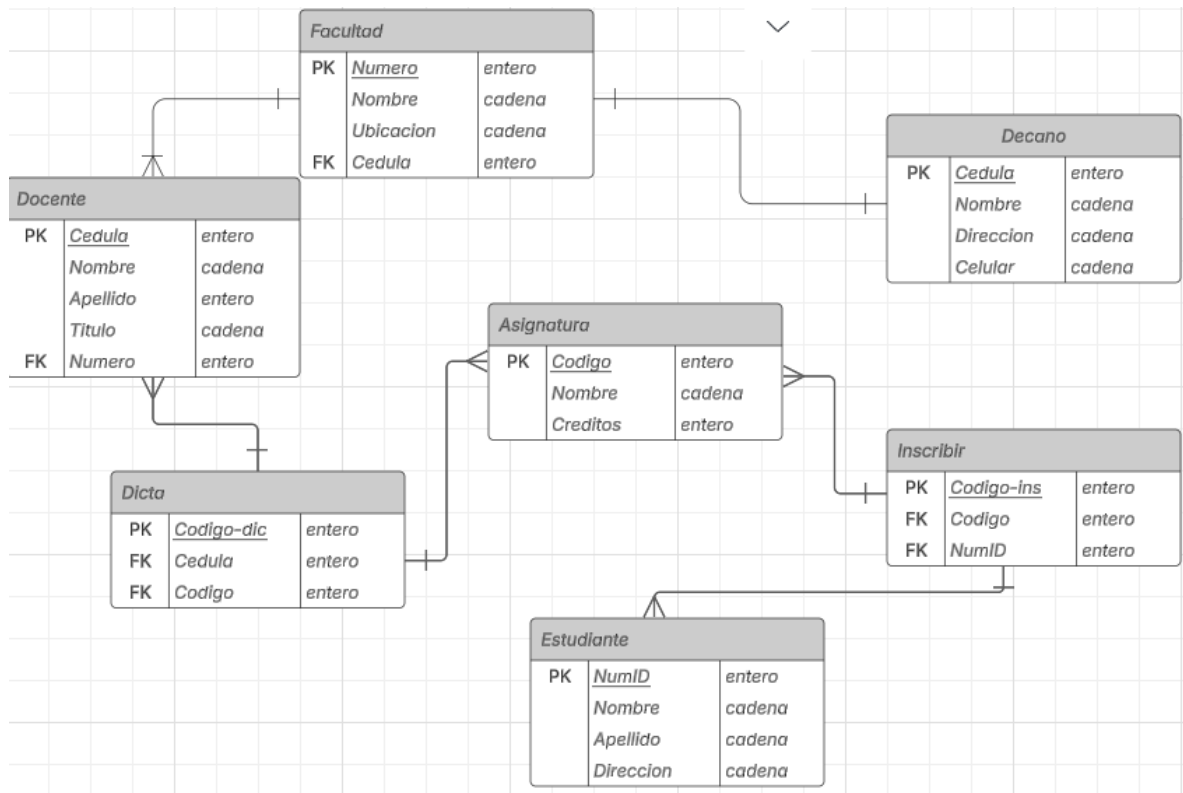 Facultad
PK Numero entero
Nombre cadena
Ubicacion cadena
FK Cedula entero
Decano
PK Cedula entero
Nombre cadena
Direccion cadena
Celular cadena
Docente
PK Cedula entero
Nombre cadena
Apellido entero
Titulo cadena
FK Numero entero
Asignatura
PK Codigo entero
Nombre cadena
Creditos entero
Inscribir
PK Codigo-ins entero
FK Codigo entero
FK NumID entero
Dicta
PK Codigo-dic entero
FK Cedula entero
FK Codigo entero
Estudiante
PK NumID entero
Nombre cadena
Apellido cadena
Direccion cadena